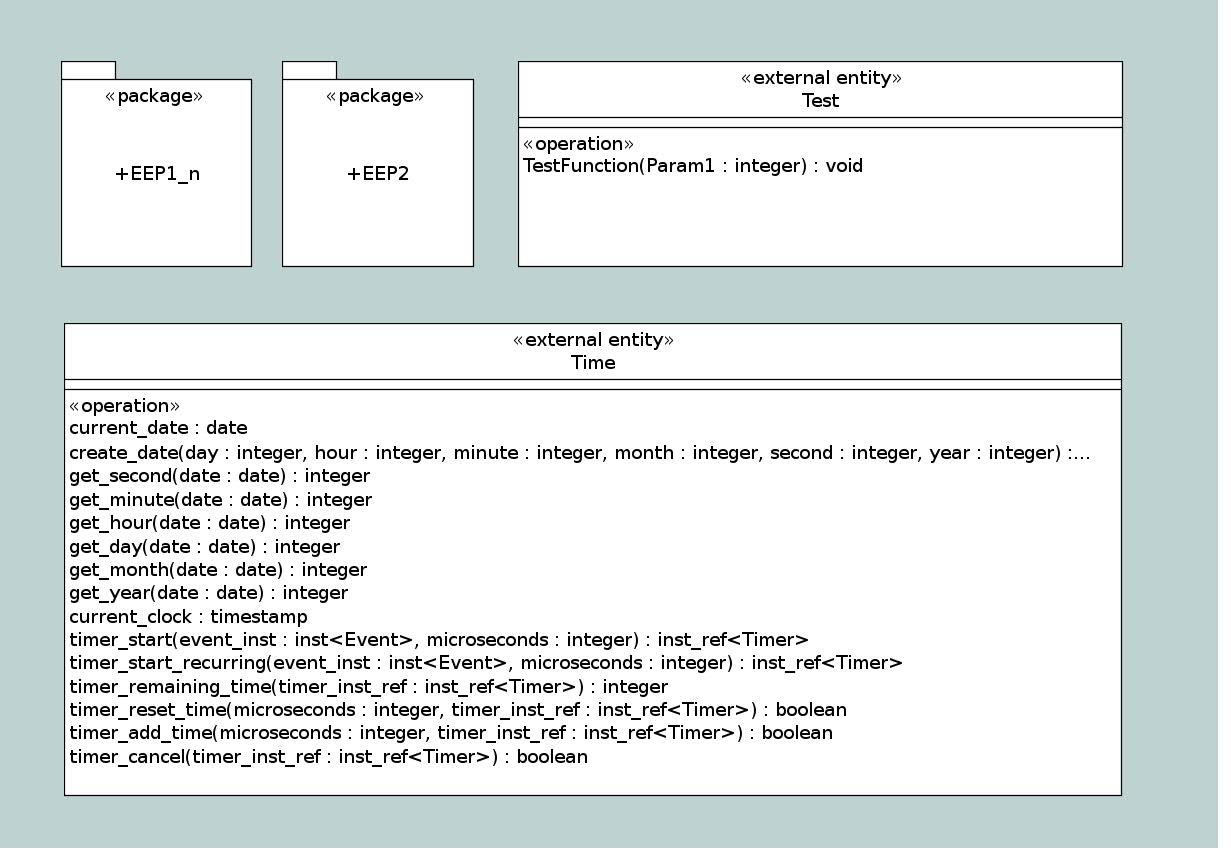 «package»
+EEP1_n
«package»
+EEP2
«external entity»
Test
«operation»
TestFunction(Param1 : integer) : void
«external entity»
Time
«operation»
current_date : date
create_date(day : integer, hour : integer, minute : integer, month : integer, second : integer, year : integer) :...
get_second(date : date) : integer
get_minute(date : date) : integer
get_hour(date : date) : integer
get_day(date : date) : integer
get_month(date : date) : integer
get_year(date : date) : integer
current_clock : timestamp
timer_start(event_inst : inst<Event>, microseconds : integer) : inst_ref<Timer>
timer_start_recurring(event_inst : inst<Event>, microseconds : integer) : inst_ref<Timer>
timer_remaining_time(timer_inst_ref : inst_ref<Timer>) : integer
timer_reset_time(microseconds : integer, timer_inst_ref : inst_ref<Timer>) : boolean
timer_add_time(microseconds : integer, timer_inst_ref : inst_ref<Timer>) : boolean
timer_cancel(timer_inst_ref : inst_ref<Timer>) : boolean